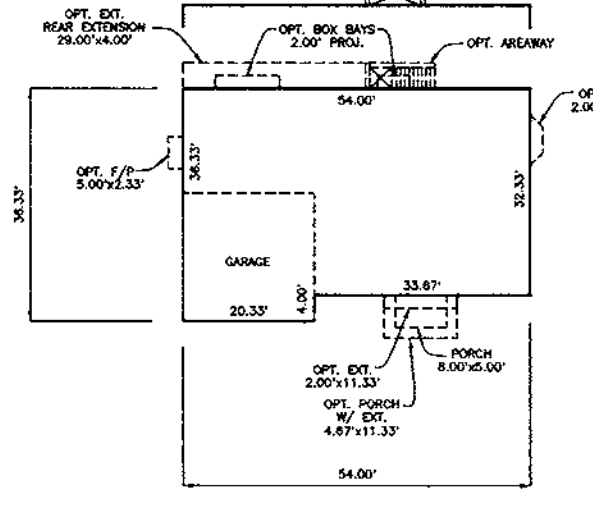 OPT. EXT.
REAR EXTENSION
29.00'x4.00'
OPT. BOX BAYS
2.00' PROJ.
OPT. AREAWAY
54.00'
OP
2.00
OPT. F/P
5.00'x2.33'
36.33'
36.33'
32.33'
GARAGE
20.33'
4.00'
33.67'
PORCH
8.00'x5.00'
OPT. EXT.
2.00'x11.33'
OPT. PORCH
W/ EXT.
4.67'x11.33'
54.00'